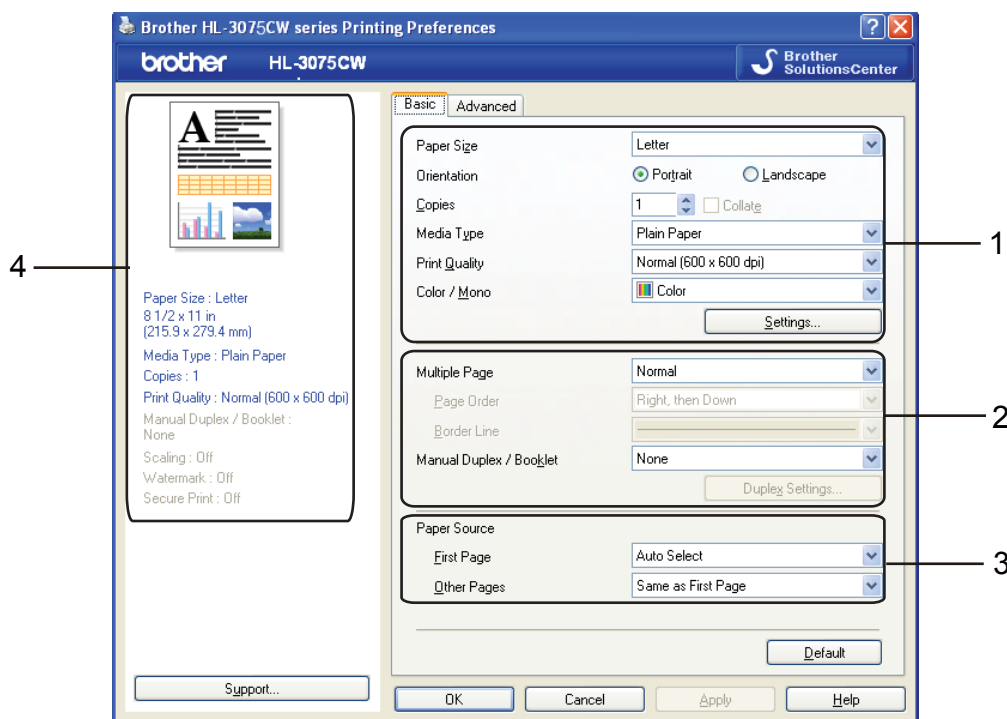 Brother HL-3075CW series Printing Preferences
brother HL-3075CW
Brother
SolutionsCenter
A
4
Paper Size : Letter
8 1/2 x 11 in
(215.9 x 279.4 mm)
Media Type : Plain Paper
Copies : 1
Print Quality : Normal (600 x 600 dpi)
Manual Duplex / Booklet :
None
Scaling : Off
Watermark : Off
Secure Print : Off
Support...
Basic Advanced
Paper Size Letter
Orientation Portrait Landscape
Copies 1 Collate
Media Type Plain Paper
1
Print Quality Normal (600 x 600 dpi)
Color / Mono Color
Settings...
Multiple Page Normal
Page Order Right, then Down
2
Border Line
Manual Duplex / Booklet None
Duplex Settings...
Paper Source
First Page Auto Select
3
Other Pages Same as First Page
Default
OK Cancel Apply Help